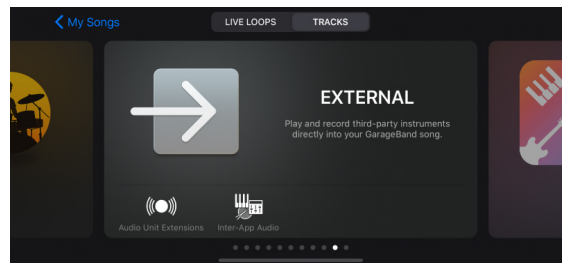 My Songs
LIVE LOOPS
TRACKS
EXTERNAL
Play and record third-party instruments
directly into your GarageBand song.
Audio Unit Extensions
Inter-App Audio